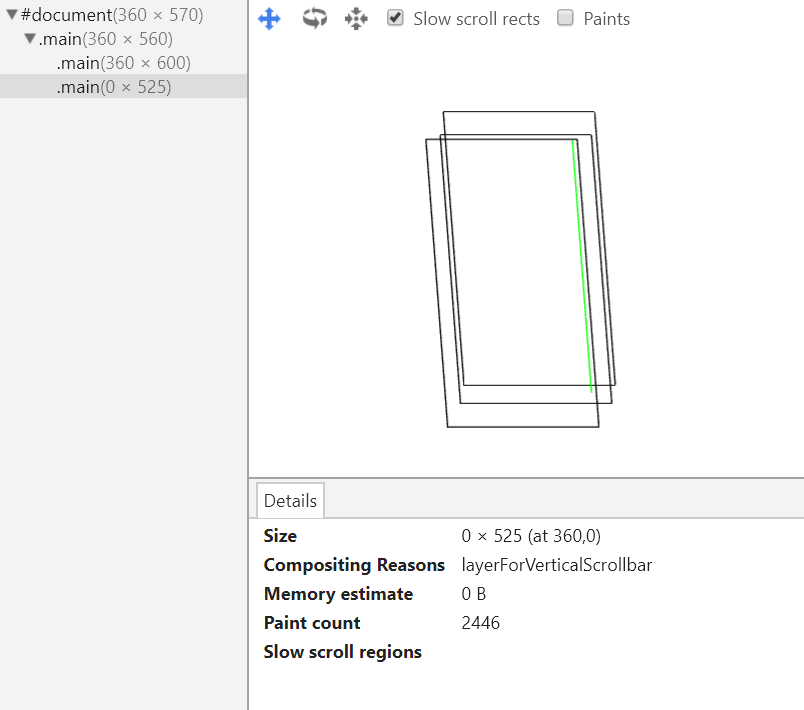 #document(360 × 570)
.main(360 × 560)
.main(360 × 600)
.main(0 × 525)
Slow scroll rects Paints
Details
Size 0 × 525 (at 360,0)
Compositing Reasons layerForVerticalScrollbar
Memory estimate 0 B
Paint count 2446
Slow scroll regions